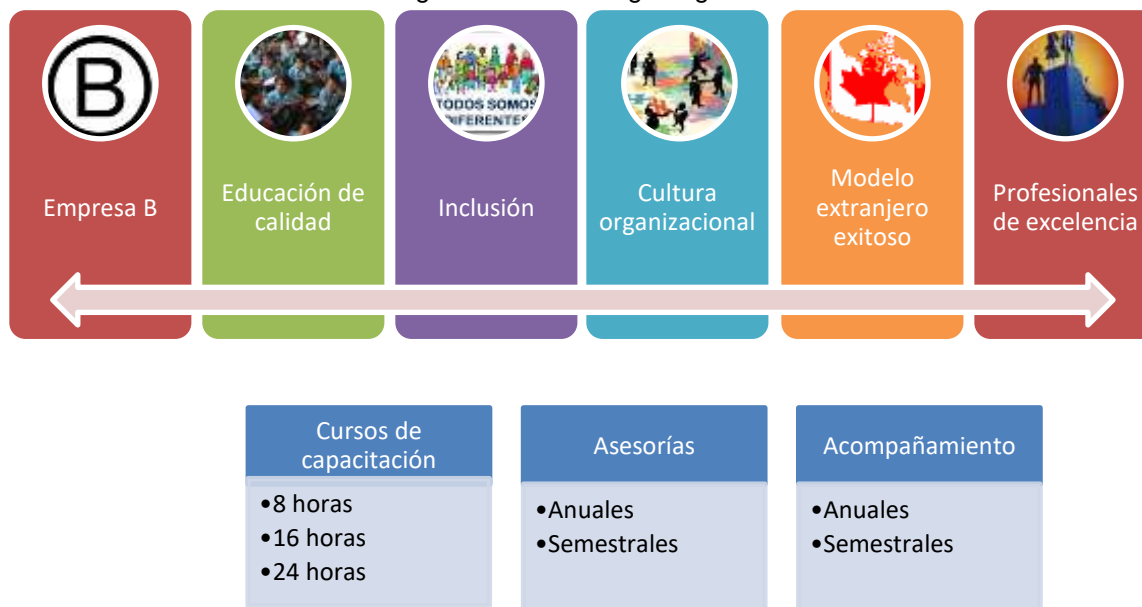 B
Empresa B
Educación de
calidad
TODOS SOMOS
DIFERENTES
Inclusión
Cultura
organizacional
Modelo
extranjero
exitoso
Profesionales
de excelencia
Cursos de
capacitación
•8 horas
•16 horas
•24 horas
Asesorías
•Anuales
•Semestrales
Acompañamiento
•Anuales
•Semestrales